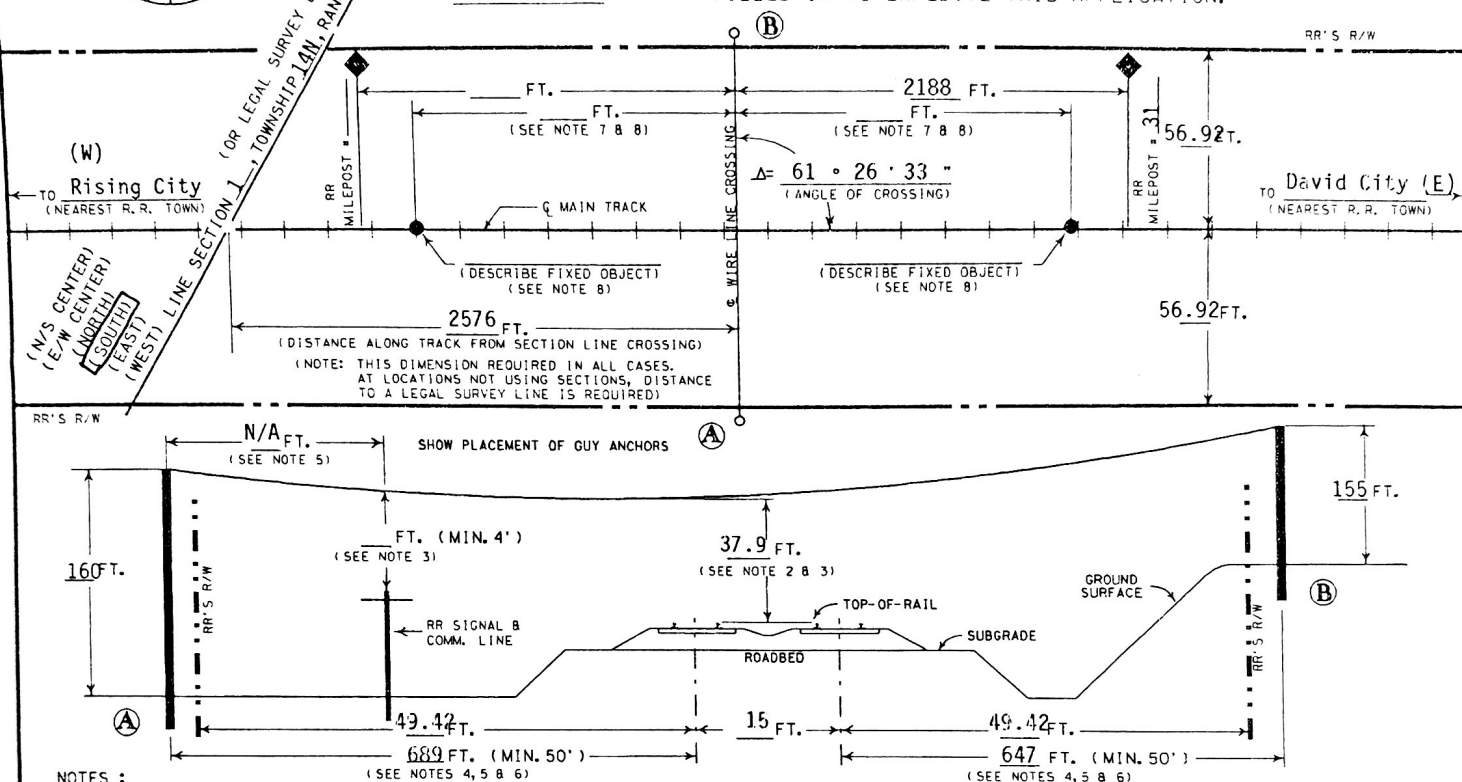 THIS APPLICATION.
(OR LEGAL SURVEY
LINE SECTION 1, TOWNSHIP 14N, RAN
(N/S CENTER)
(E/W CENTER)
(NORTH)
(SOUTH)
(EAST)
(WEST)
B
RR'S R/W
FT.
2188 FT.
FT.
(SEE NOTE 7 & 8)
FT.
(SEE NOTE 7 & 8)
RR
MILEPOST #
WIRE LINE CROSSING
RR
MILEPOST # 31
56.92FT.
(W)
TO Rising City
(NEAREST R.R. TOWN)
Δ= 61 ° 26 ' 33 "
(ANGLE OF CROSSING)
TO David City (E)
(NEAREST R.R. TOWN)
℄ MAIN TRACK
(DESCRIBE FIXED OBJECT)
(SEE NOTE 8)
(DESCRIBE FIXED OBJECT)
(SEE NOTE 8)
℄
2576 FT.
(DISTANCE ALONG TRACK FROM SECTION LINE CROSSING)
(NOTE: THIS DIMENSION REQUIRED IN ALL CASES.
AT LOCATIONS NOT USING SECTIONS, DISTANCE
TO A LEGAL SURVEY LINE IS REQUIRED)
56.92FT.
RR'S R/W
A
N/A FT.
(SEE NOTE 5)
SHOW PLACEMENT OF GUY ANCHORS
160FT.
RR'S R/W
FT. (MIN. 4')
(SEE NOTE 3)
37.9 FT.
(SEE NOTE 2 & 3)
155 FT.
TOP-OF-RAIL
GROUND
SURFACE
RR SIGNAL &
COMM. LINE
SUBGRADE
ROADBED
RR'S R/W
B
A
49.42FT.
15 FT.
49.42FT.
689 FT. (MIN. 50')
(SEE NOTES 4,5 & 6)
647 FT. (MIN. 50')
(SEE NOTES 4,5 & 6)
NOTES :